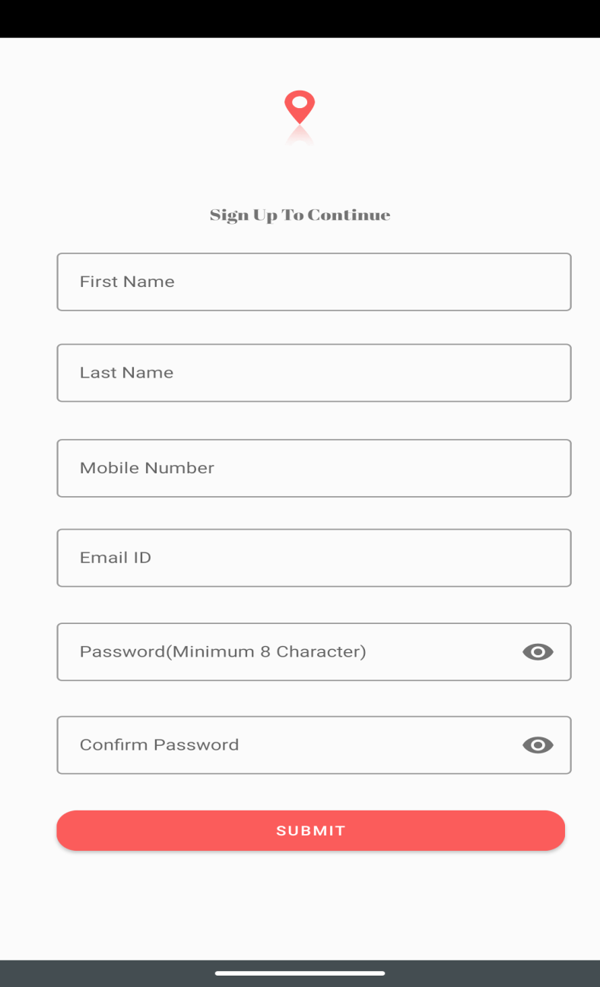 Sign Up To Continue
First Name
Last Name
Mobile Number
Email ID
Password(Minimum 8 Character)
Confirm Password
SUBMIT